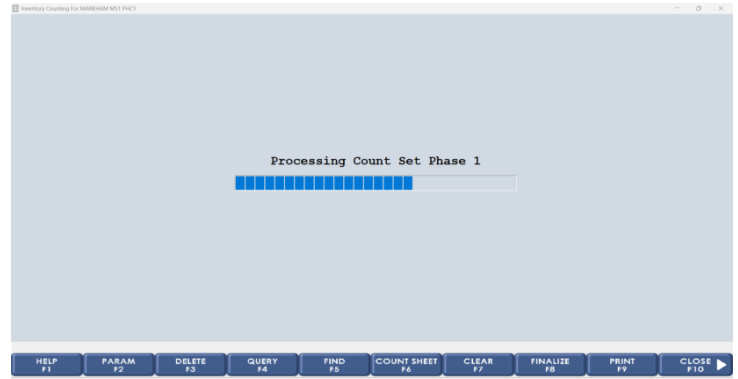 Inventory Counting For MARKHAM MS1 PHCY
Processing Count Set Phase 1
HELP PARAM DELETE QUERY FIND COUNT SHEET CLEAR FINALIZE PRINT CLOSE
F1 F2 F3 F4 F5 F6 F7 F8 F9 F10